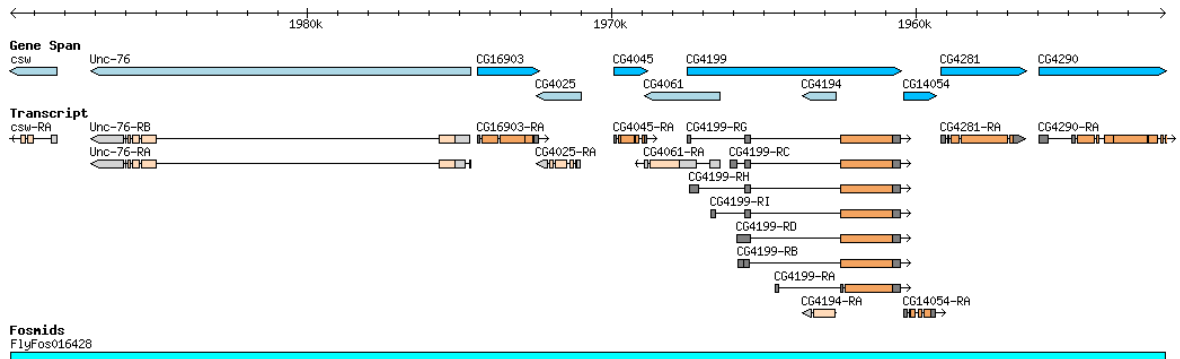 1980k 1970k 1960k
Gene Span
csw Unc-76 CG16903 CG4045 CG4199 CG4281 CG4290
CG4025 CG4061 CG4194 CG14054
Transcript
csw-RA Unc-76-RB CG16903-RA CG4045-RA CG4199-RG CG4281-RA CG4290-RA
Unc-76-RA CG4025-RA CG4061-RA CG4199-RC
CG4199-RH
CG4199-RI
CG4199-RD
CG4199-RB
CG4199-RA
CG4194-RA CG14054-RA
Fosmids
FlyFos016428